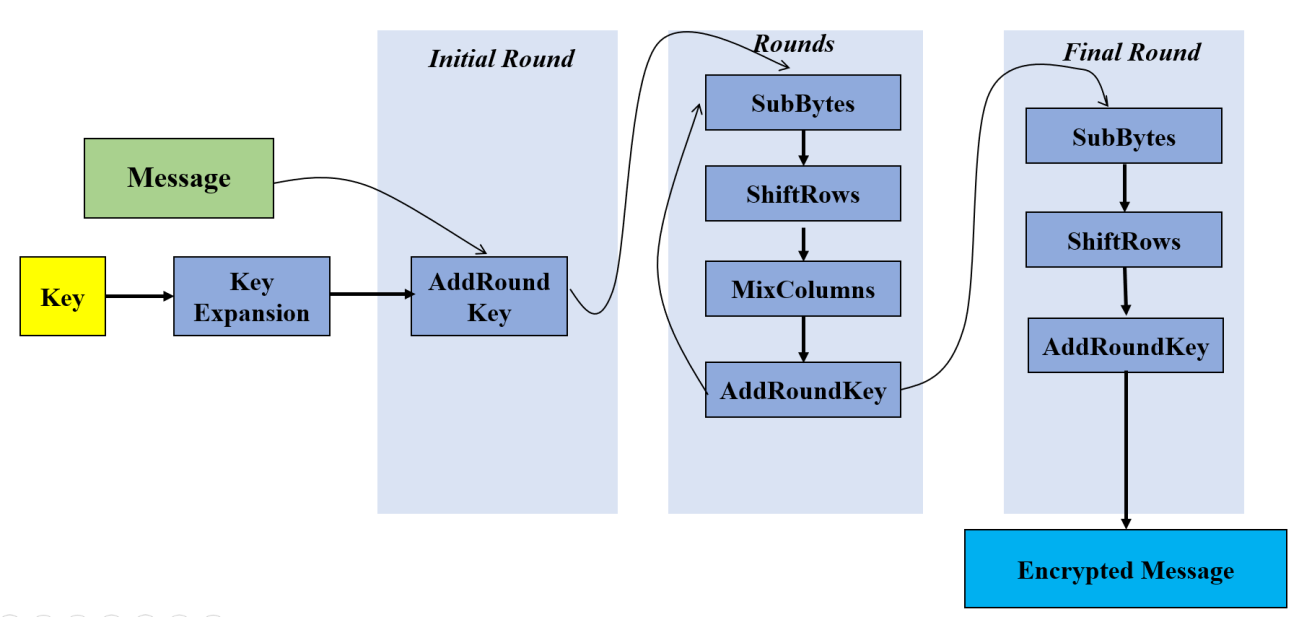 Initial Round
Rounds
Final Round
Message
Key
Key
Expansion
AddRound
Key
SubBytes
ShiftRows
MixColumns
AddRoundKey
SubBytes
ShiftRows
AddRoundKey
Encrypted Message